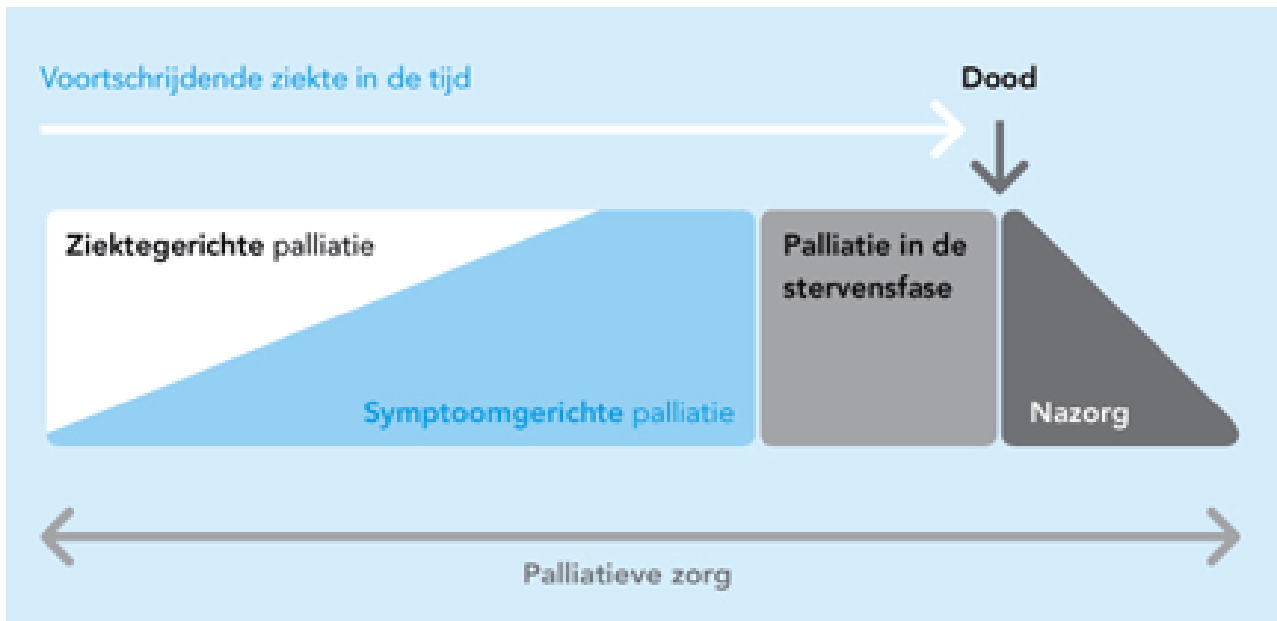 Voortschrijdende ziekte in de tijd
Dood
Ziektegerichte palliatie
Palliatie in de
stervensfase
Symptoomgerichte palliatie
Nazorg
Palliatieve zorg